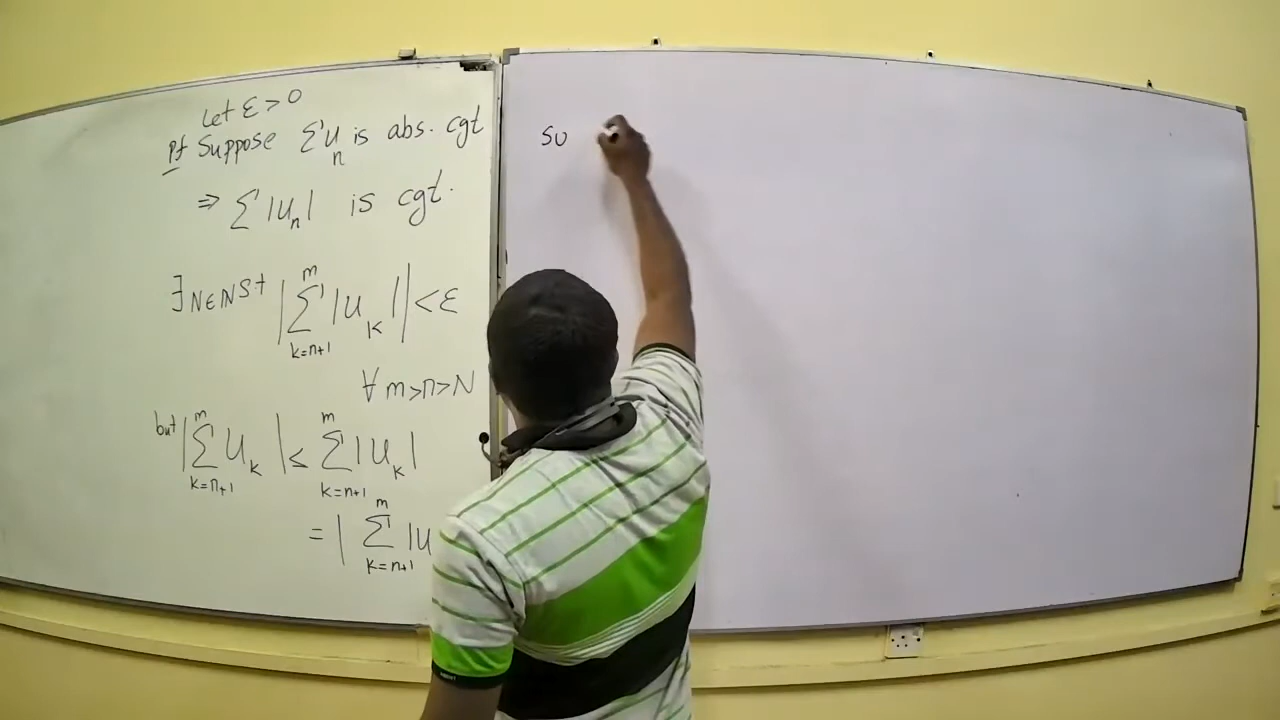 Let ε > 0
Pf Suppose Σ u_n is abs. cgt
⇒ Σ |u_n| is cgt.
∃ N∈N s.t | Σ_{k=n+1}^{m} |u_k| | < ε
∀ m>n>N
but | Σ_{k=n+1}^{m} u_k | ≤ Σ_{k=n+1}^{m} |u_k|
= | Σ_{k=n+1}^{m} |u
So